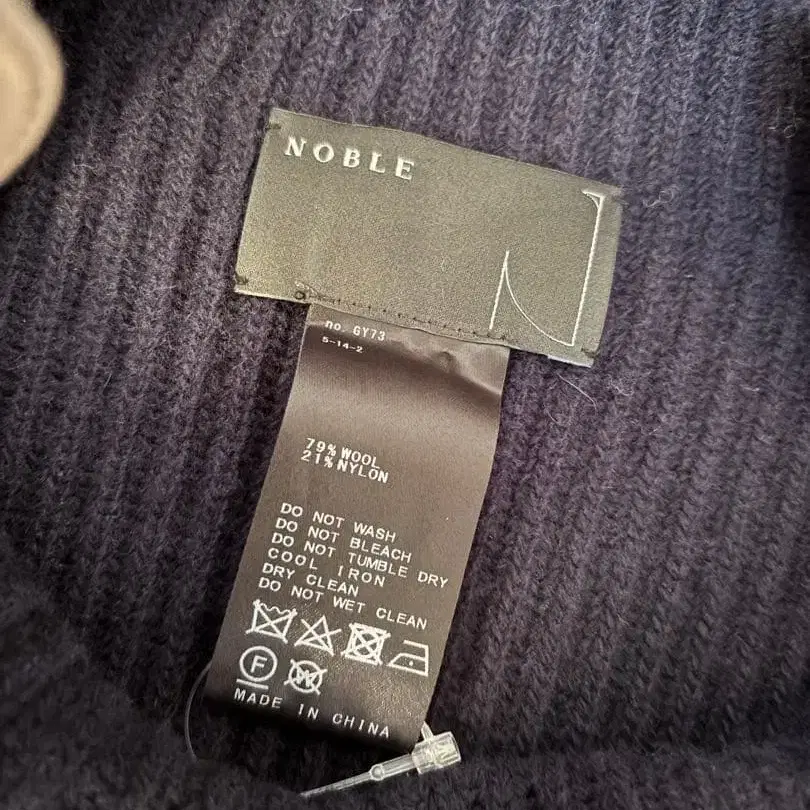 NOBLE
no. GY73
5-14-2
79% WOOL
21% NYLON
DO NOT WASH
DO NOT BLEACH
DO NOT TUMBLE DRY
COOL IRON
DRY CLEAN
DO NOT WET CLEAN
F W
MADE IN CHINA